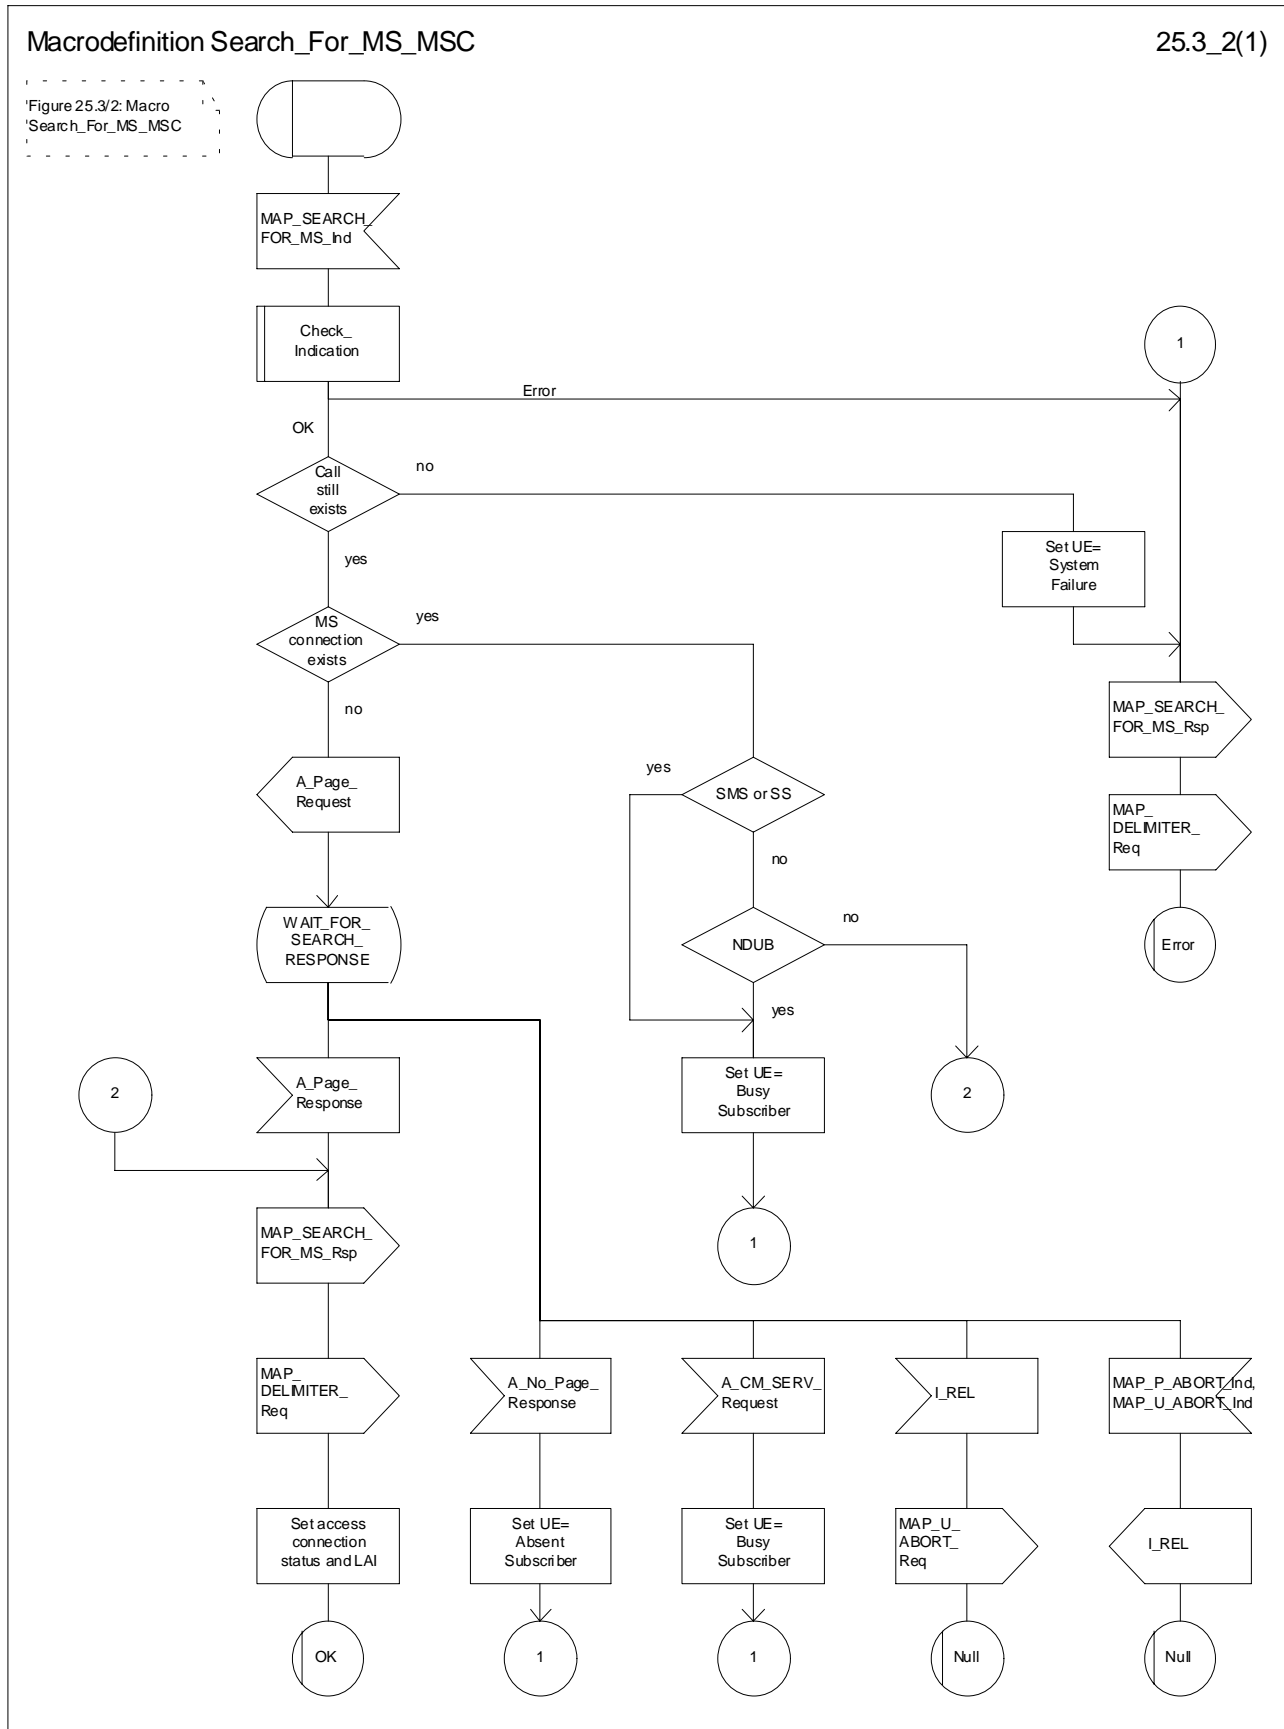 Macrodefinition Search_For_MS_MSC
25.3_2(1)
Figure 25.3/2: Macro
Search_For_MS_MSC
MAP_SEARCH_
FOR_MS_Ind
Check_
Indication
1
Error
OK
Call
still
exists
no
yes
Set UE=
System
Failure
MS
connection
exists
yes
no
MAP_SEARCH_
FOR_MS_Rsp
A_Page_
Request
yes
SMS or SS
no
MAP_
DELIMITER_
Req
WAIT_FOR_
SEARCH_
RESPONSE
NDUB
no
yes
Error
2
A_Page_
Response
Set UE=
Busy
Subscriber
2
MAP_SEARCH_
FOR_MS_Rsp
1
MAP_
DELIMITER_
Req
A_No_Page_
Response
A_CM_SERV_
Request
I_REL
MAP_P_ABORT_Ind,
MAP_U_ABORT_Ind
Set access
connection
status and LAI
Set UE=
Absent
Subscriber
Set UE=
Busy
Subscriber
MAP_U_
ABORT_
Req
I_REL
OK
1
1
Null
Null